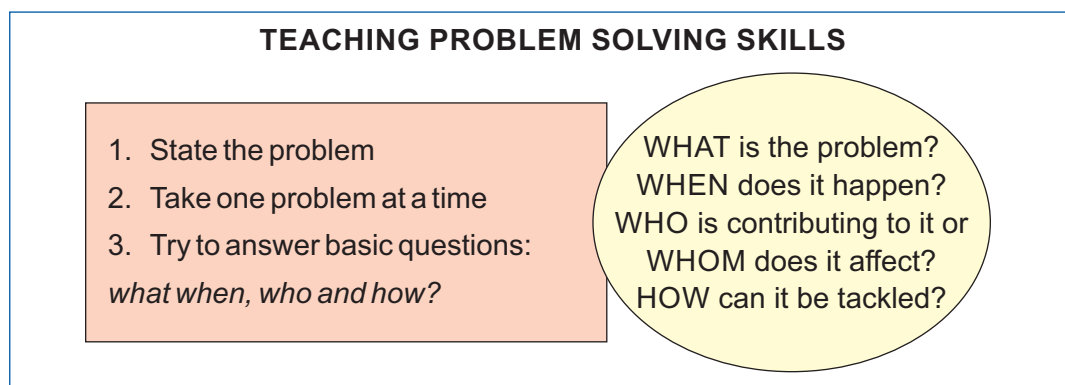 TEACHING PROBLEM SOLVING SKILLS
1. State the problem
2. Take one problem at a time
3. Try to answer basic questions:
what when, who and how?
WHAT is the problem?
WHEN does it happen?
WHO is contributing to it or
WHOM does it affect?
HOW can it be tackled?